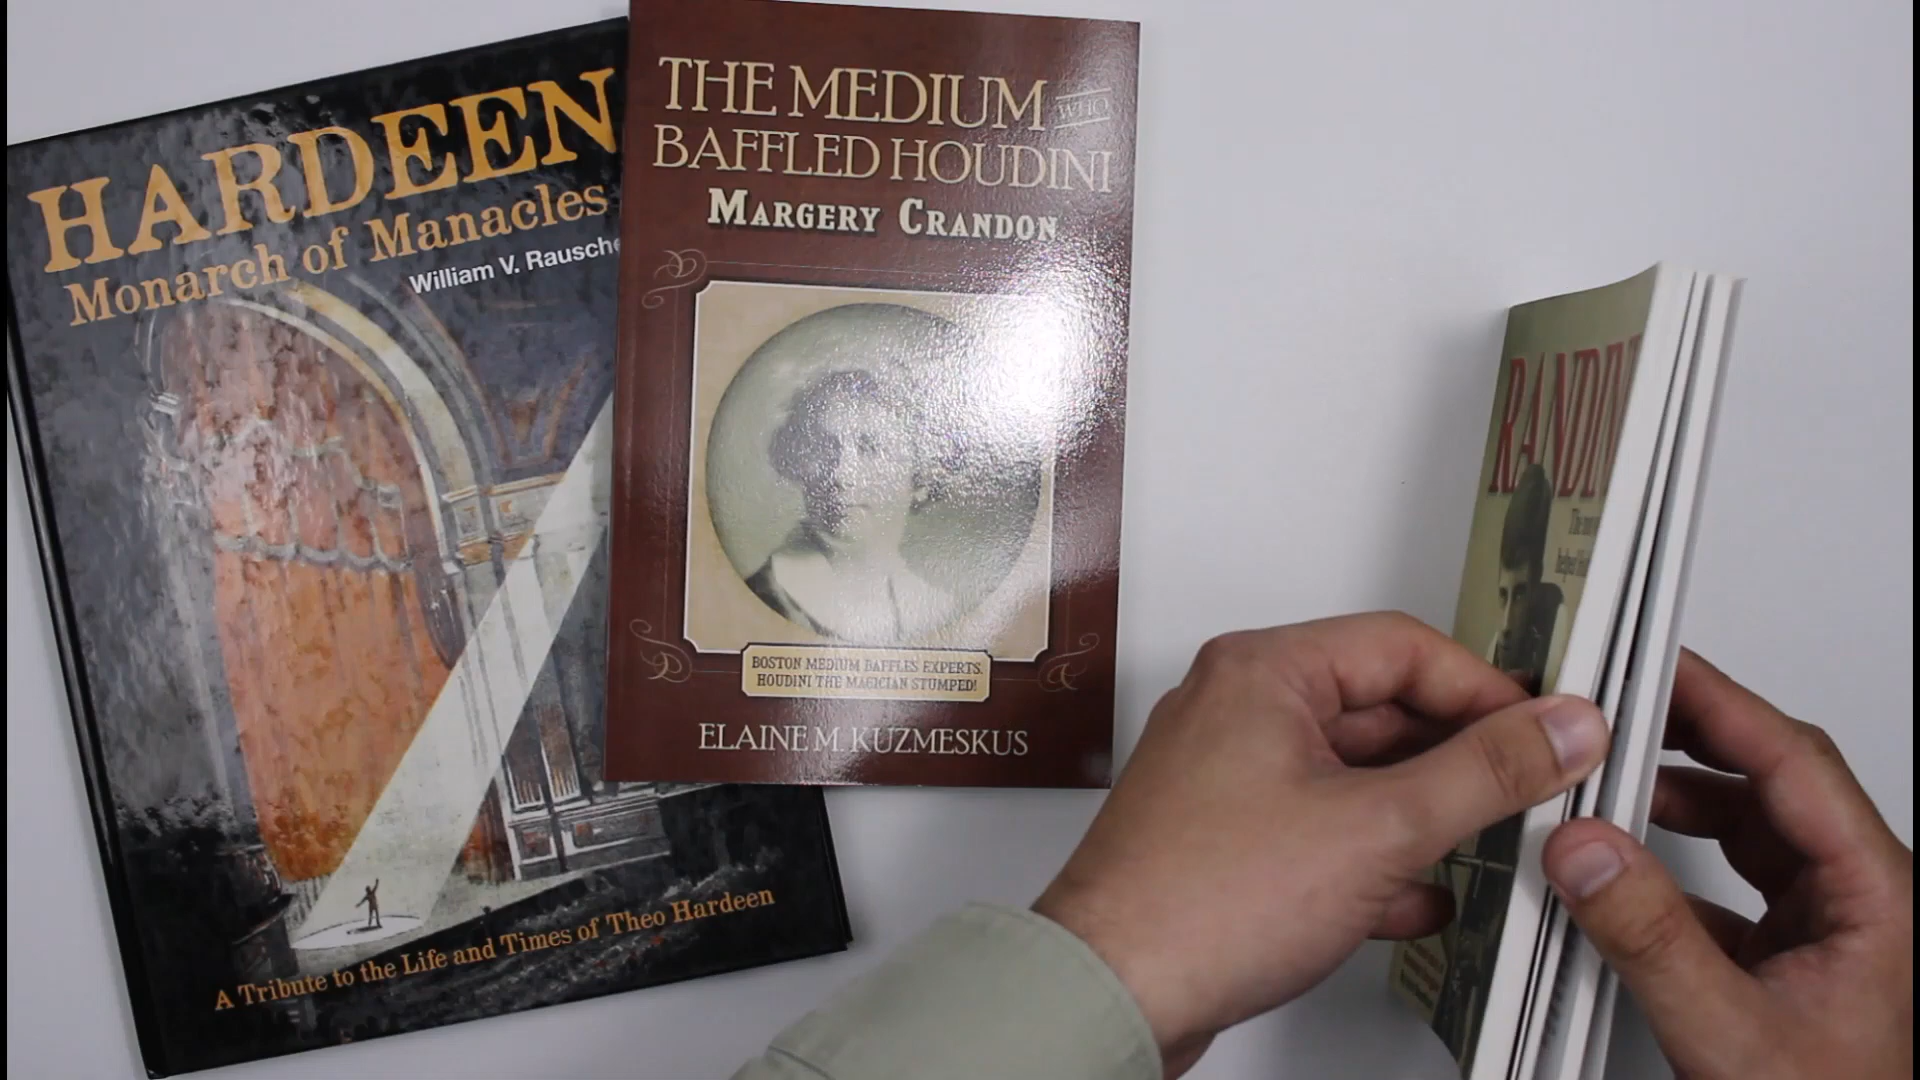 HARDEEN
Monarch of Manacles
William V. Rausche
A Tribute to the Life and Times of Theo Hardeen
THE MEDIUM WHO
BAFFLED HOUDINI
MARGERY CRANDON
BOSTON MEDIUM BAFFLES EXPERTS.
HOUDINI THE MAGICIAN STUMPED!
ELAINE M. KUZMESKUS
RANDIN